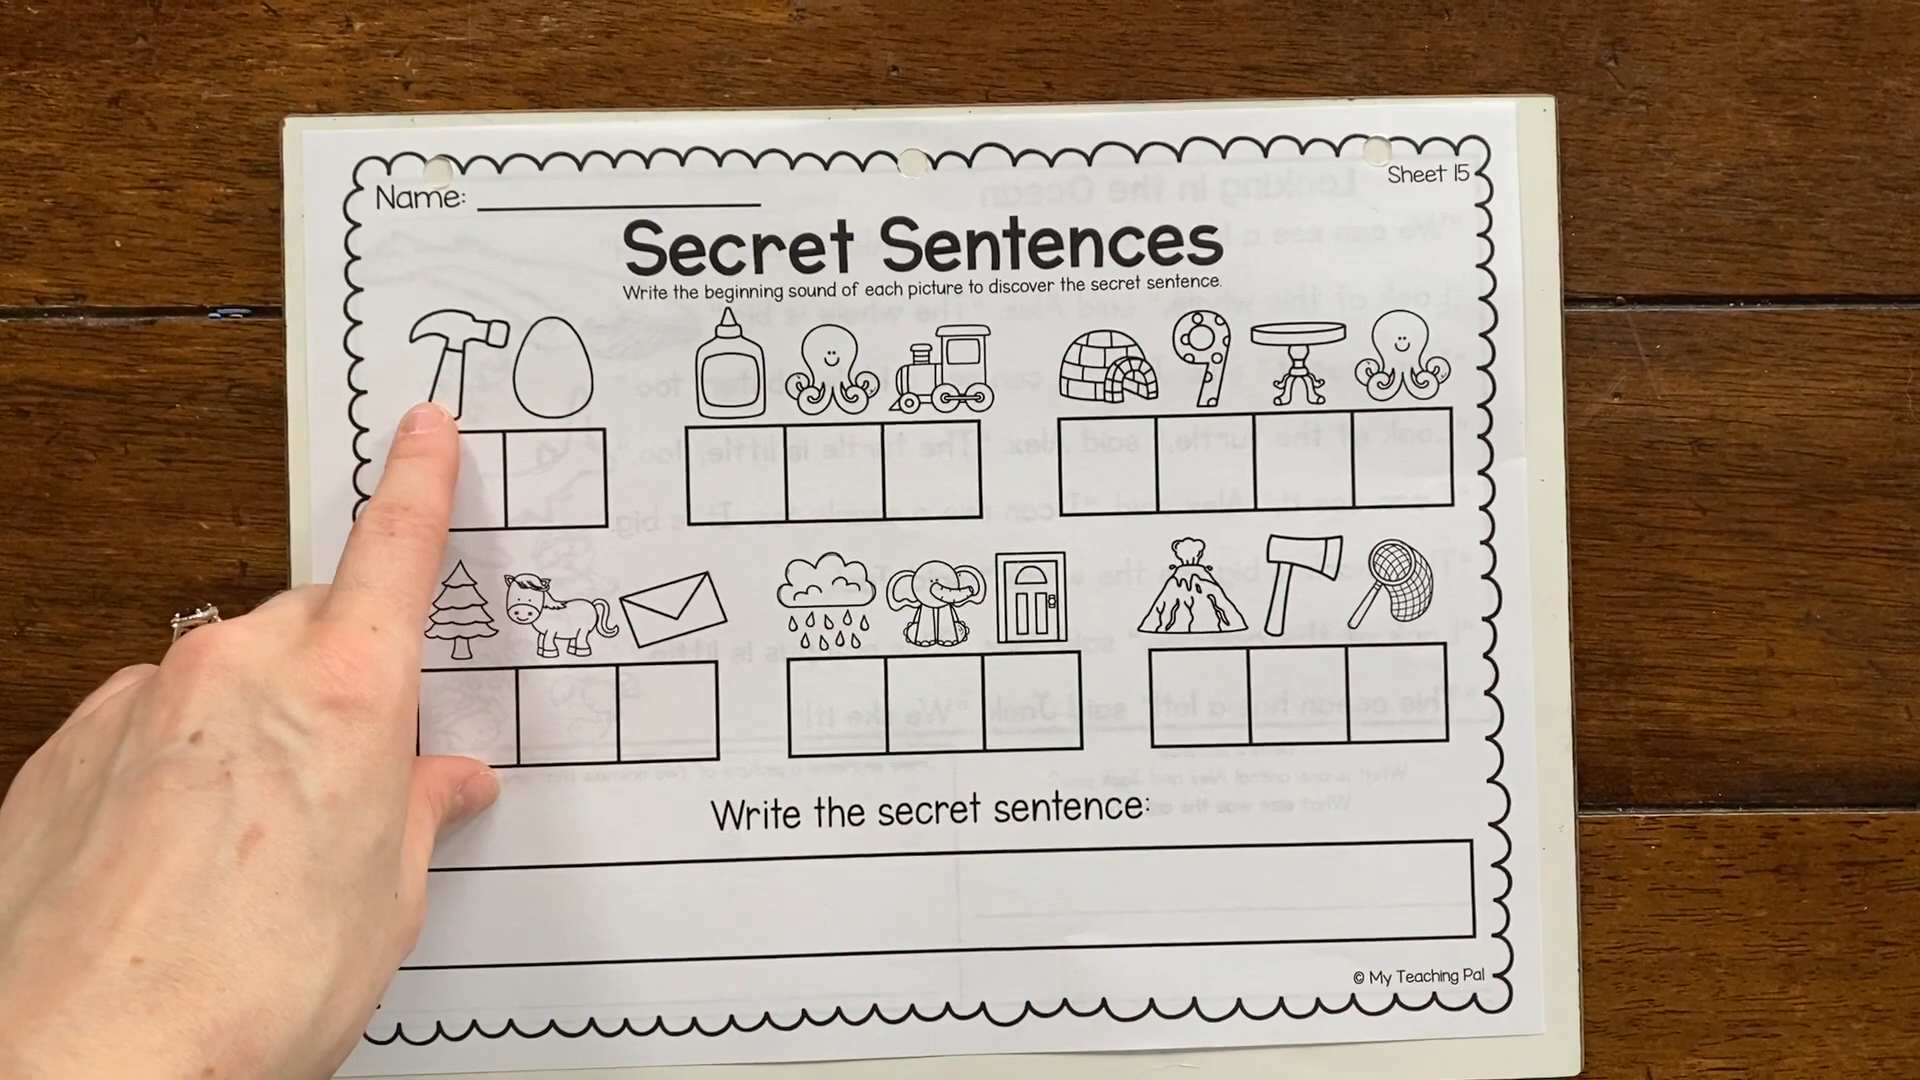 Sheet 15
Name:
Secret Sentences
Write the beginning sound of each picture to discover the secret sentence.
Write the secret sentence:
© My Teaching Pal